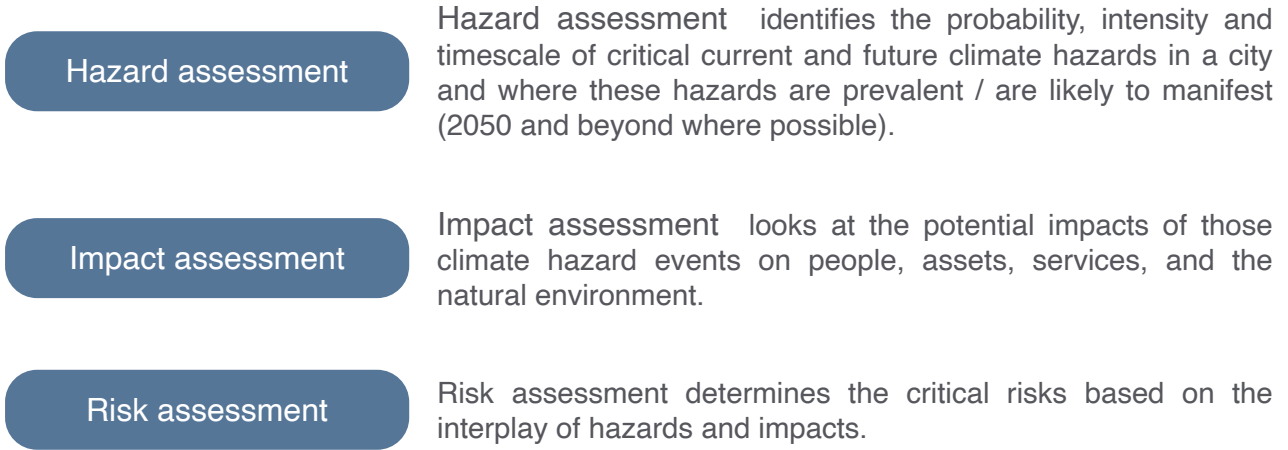 Hazard assessment
Hazard assessment identifies the probability, intensity and
timescale of critical current and future climate hazards in a city
and where these hazards are prevalent / are likely to manifest
(2050 and beyond where possible).
Impact assessment
Impact assessment looks at the potential impacts of those
climate hazard events on people, assets, services, and the
natural environment.
Risk assessment
Risk assessment determines the critical risks based on the
interplay of hazards and impacts.